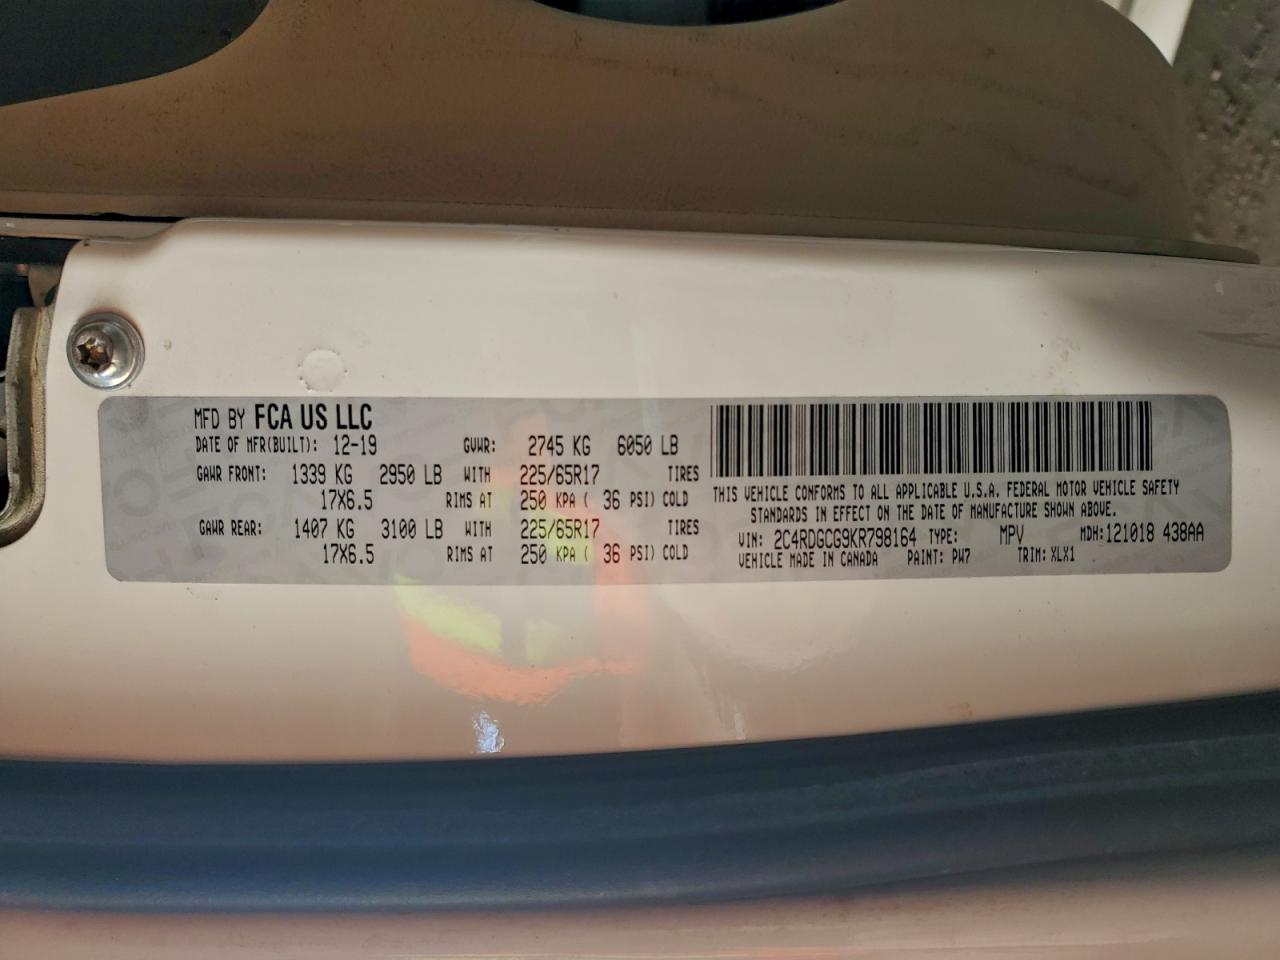 MFD BY FCA US LLC
DATE OF MFR(BUILT): 12-19 GVWR: 2745 KG 6050 LB
GAWR FRONT: 1339 KG 2950 LB WITH 225/65R17 TIRES
17X6.5 RIMS AT 250 KPA ( 36 PSI) COLD
GAWR REAR: 1407 KG 3100 LB WITH 225/65R17 TIRES
17X6.5 RIMS AT 250 KPA ( 36 PSI) COLD
THIS VEHICLE CONFORMS TO ALL APPLICABLE U.S.A. FEDERAL MOTOR VEHICLE SAFETY
STANDARDS IN EFFECT ON THE DATE OF MANUFACTURE SHOWN ABOVE.
VIN: 2C4RDGCG9KR798164 TYPE: MPV MDH:121018 438AA
VEHICLE MADE IN CANADA PAINT: PW7 TRIM: XLX1